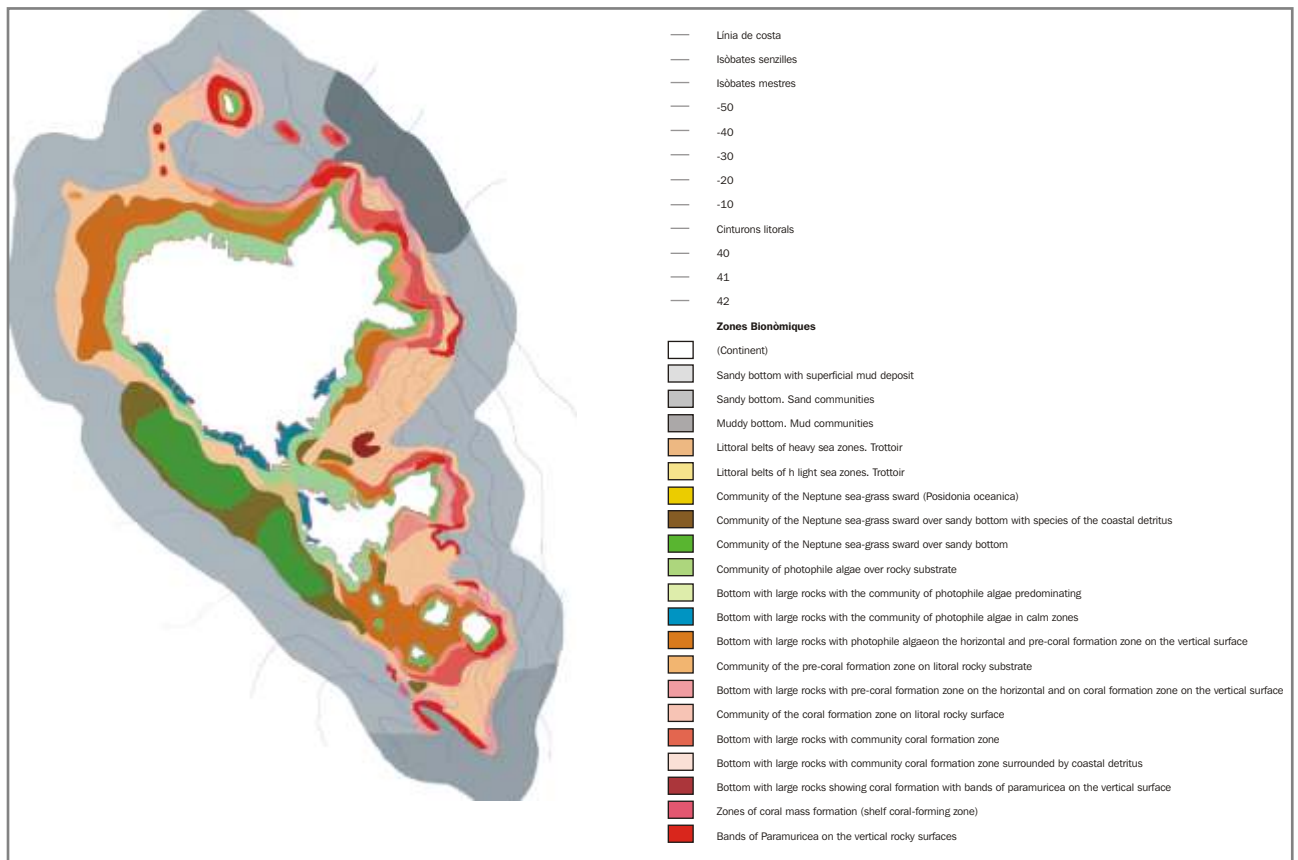 Línia de costa
Isòbates senzilles
Isòbates mestres
-50
-40
-30
-20
-10
Cinturons litorals
40
41
42
Zones Bionòmiques
(Continent)
Sandy bottom with superficial mud deposit
Sandy bottom. Sand communities
Muddy bottom. Mud communities
Littoral belts of heavy sea zones. Trottoir
Littoral belts of h light sea zones. Trottoir
Community of the Neptune sea-grass sward (Posidonia oceanica)
Community of the Neptune sea-grass sward over sandy bottom with species of the coastal detritus
Community of the Neptune sea-grass sward over sandy bottom
Community of photophile algae over rocky substrate
Bottom with large rocks with the community of photophile algae predominating
Bottom with large rocks with the community of photophile algae in calm zones
Bottom with large rocks with photophile algaeon the horizontal and pre-coral formation zone on the vertical surface
Community of the pre-coral formation zone on litoral rocky substrate
Bottom with large rocks with pre-coral formation zone on the horizontal and on coral formation zone on the vertical surface
Community of the coral formation zone on litoral rocky surface
Bottom with large rocks with community coral formation zone
Bottom with large rocks with community coral formation zone surrounded by coastal detritus
Bottom with large rocks showing coral formation with bands of paramuricea on the vertical surface
Zones of coral mass formation (shelf coral-forming zone)
Bands of Paramuricea on the vertical rocky surfaces